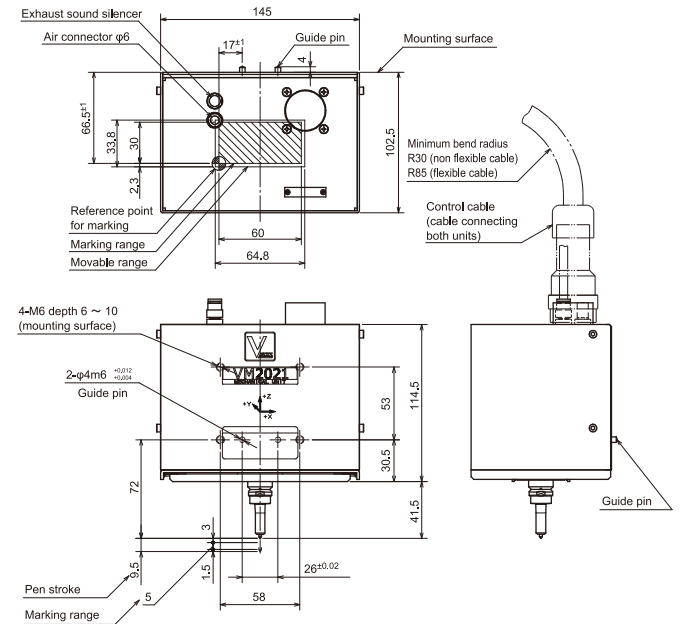 Exhaust sound silencer
145
Air connector φ6
17±1
Guide pin
4
Mounting surface
66.5±1
33.8
30
2.3
102.5
Minimum bend radius
R30 (non flexible cable)
R85 (flexible cable)
Control cable
(cable connecting
both units)
Reference point
for marking
Marking range
Movable range
60
64.8
4-M6 depth 6 ~ 10
(mounting surface)
V
VM2021
MECHANICAL UNIT
2-φ4m6 +0.012
+0.004
Guide pin
+Z
+Y
+X
53
114.5
30.5
72
41.5
Guide pin
3
9.5
1.5
26±0.02
Pen stroke
5
58
Marking range